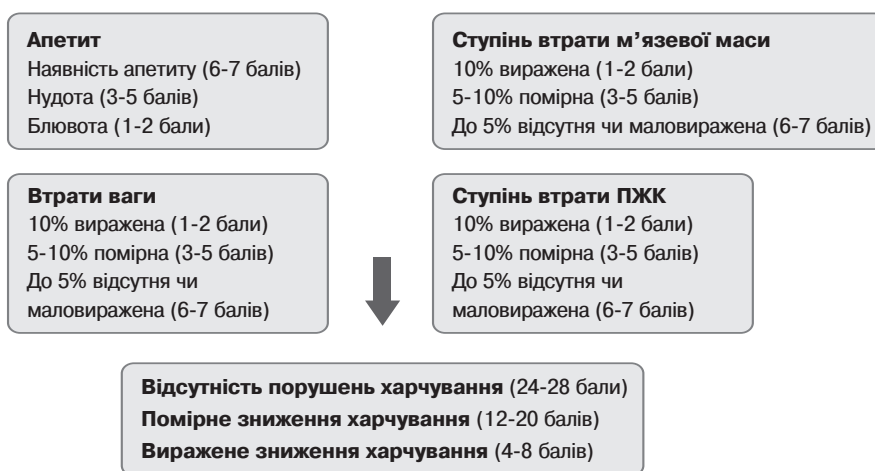 Апетит
Наявність апетиту (6-7 балів)
Нудота (3-5 балів)
Блювота (1-2 бали)
Ступінь втрати м’язевої маси
10% виражена (1-2 бали)
5-10% помірна (3-5 балів)
До 5% відсутня чи маловиражена (6-7 балів)
Втрати ваги
10% виражена (1-2 бали)
5-10% помірна (3-5 балів)
До 5% відсутня чи
маловиражена (6-7 балів)
Ступінь втрати ПЖК
10% виражена (1-2 бали)
5-10% помірна (3-5 балів)
До 5% відсутня чи
маловиражена (6-7 балів)
Відсутність порушень харчування (24-28 бали)
Помірне зниження харчування (12-20 балів)
Виражене зниження харчування (4-8 балів)